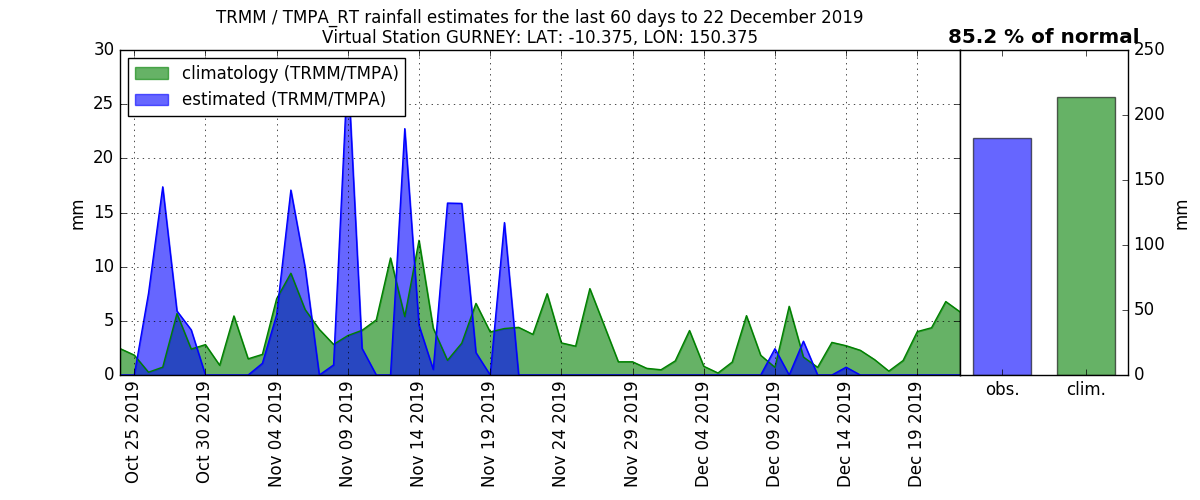 TRMM / TMPA_RT rainfall estimates for the last 60 days to 22 December 2019
Virtual Station GURNEY: LAT: -10.375, LON: 150.375
85.2 % of normal
climatology (TRMM/TMPA)
estimated (TRMM/TMPA)
30
25
20
15
10
5
0
mm
Oct 25 2019
Oct 30 2019
Nov 04 2019
Nov 09 2019
Nov 14 2019
Nov 19 2019
Nov 24 2019
Nov 29 2019
Dec 04 2019
Dec 09 2019
Dec 14 2019
Dec 19 2019
250
200
150
100
50
0
mm
obs.
clim.